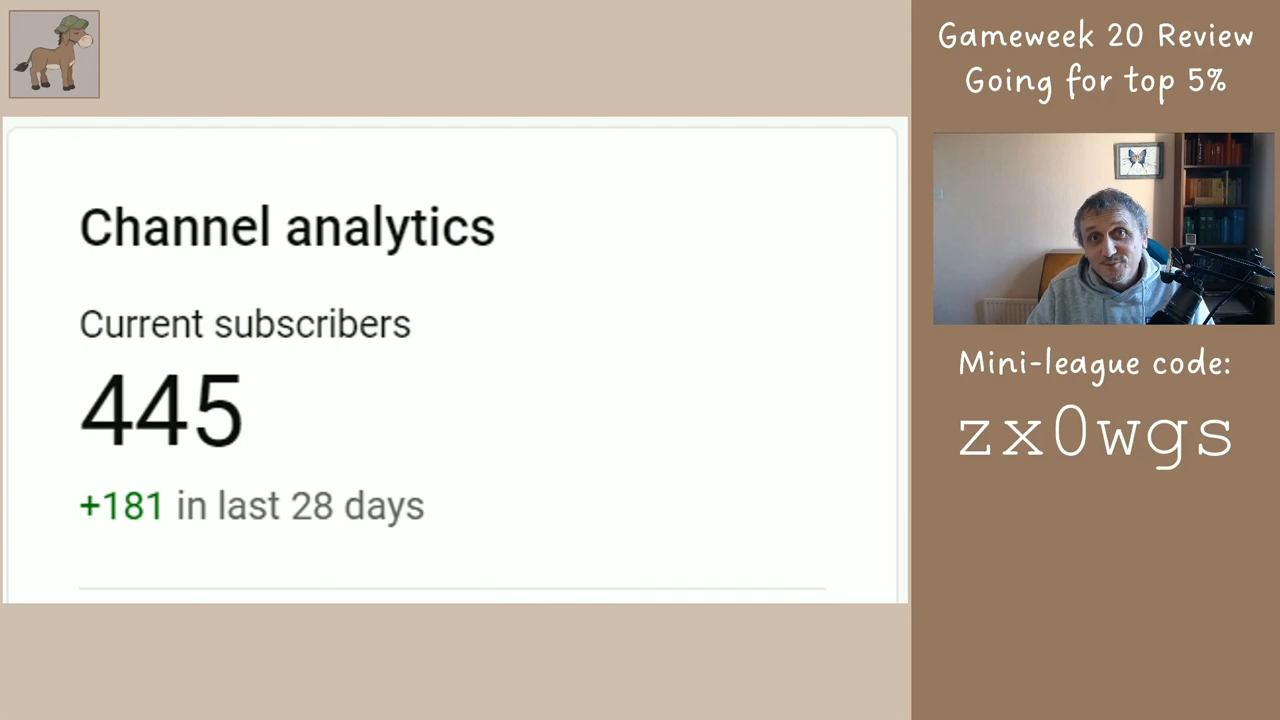 Channel analytics
Current subscribers
445
+181 in last 28 days
Gameweek 20 Review
Going for top 5%
Mini-league code:
zx0wgs